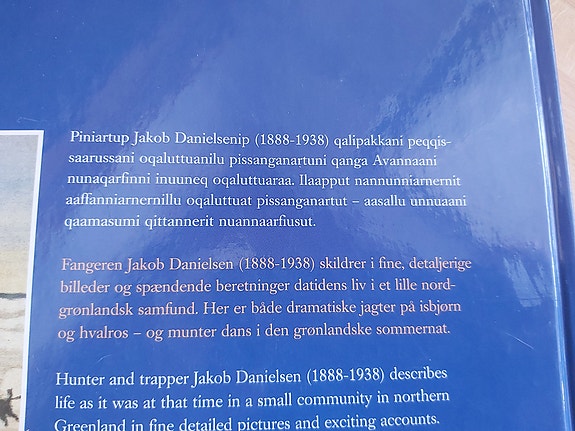 Piniartup Jakob Danielsenip (1888-1938) qalipakkani peqqis-
saarussani oqaluttuanilu pissanganartuni qanga Avannaani
nunaqarfinni inuuneq oqaluttuaraa. Ilaapput nannunniarnernit
aaffanniarnernillu oqaluttuat pissanganartut – aasallu unnuaani
qaamasumi qittannerit nuannaarfiusut.
Fangeren Jakob Danielsen (1888-1938) skildrer i fine, detaljerige
billeder og spændende beretninger datidens liv i et lille nord-
grønlandsk samfund. Her er både dramatiske jagter på isbjørn
og hvalros – og munter dans i den grønlandske sommernat.
Hunter and trapper Jakob Danielsen (1888-1938) describes
life as it was at that time in a small community in northern
Greenland in fine detailed pictures and exciting accounts.